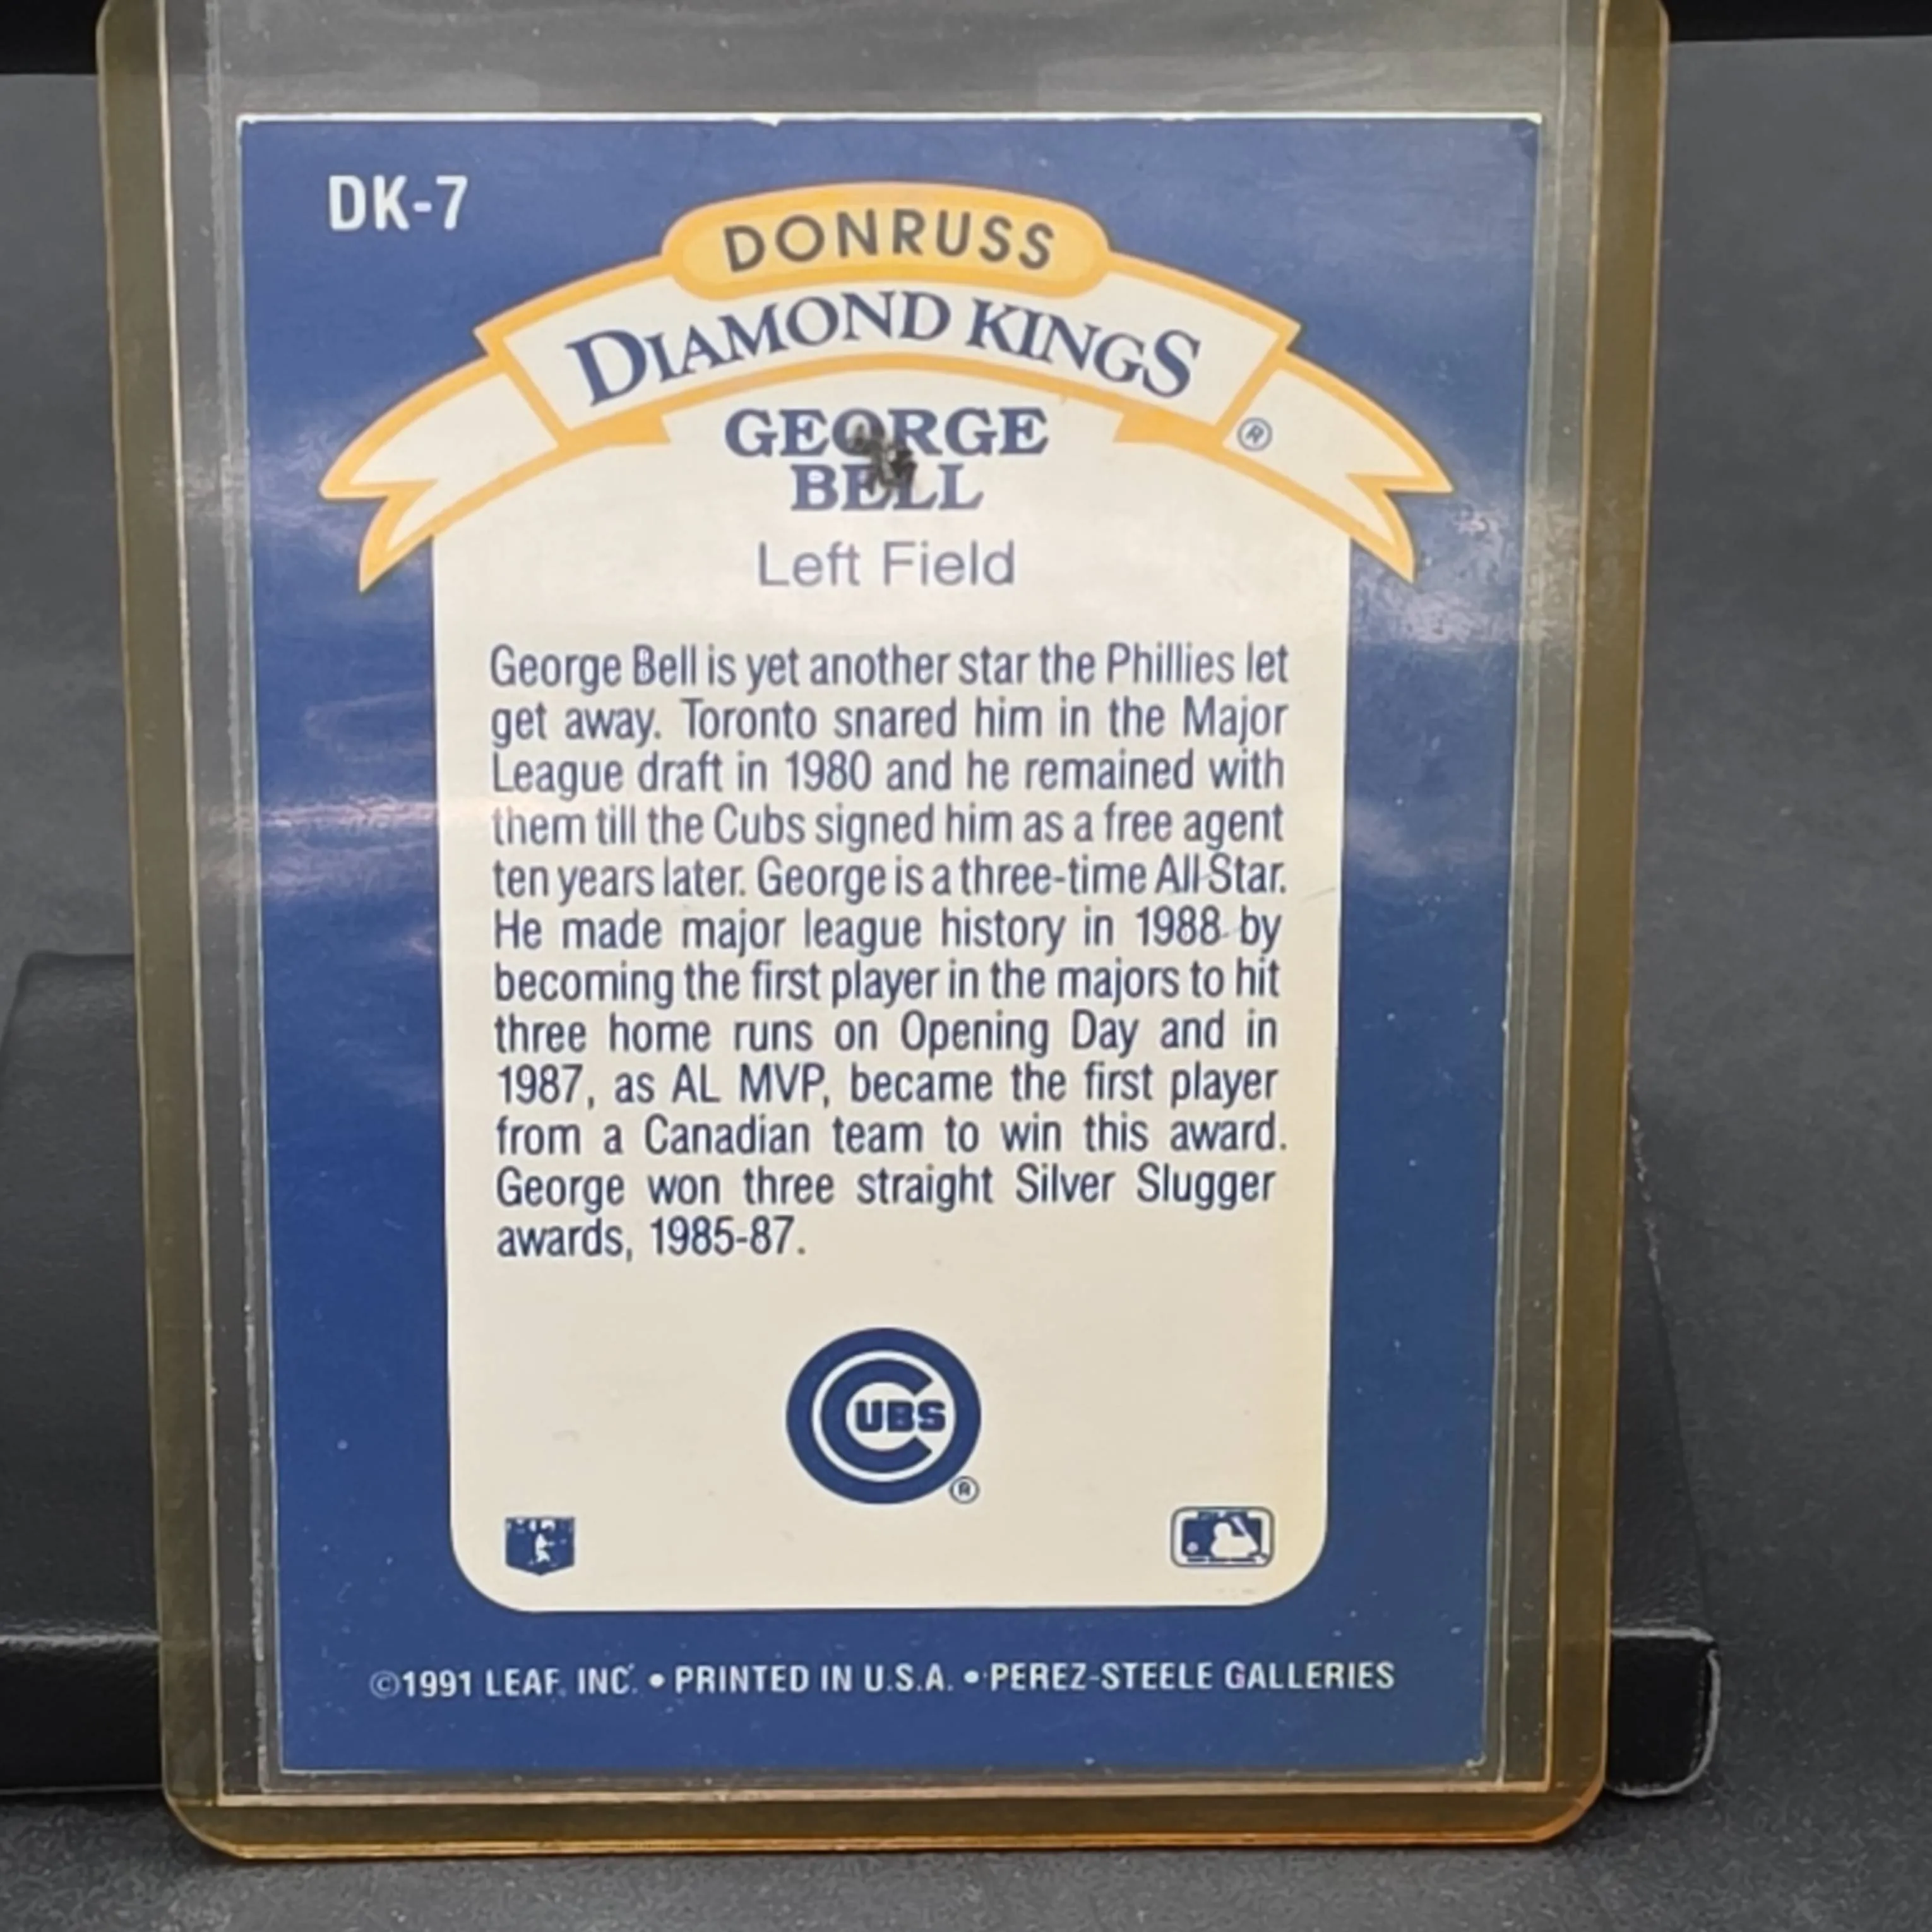 DK-7
DONRUSS
DIAMOND KINGS
®
GEORGE
BELL
Left Field
George Bell is yet another star the Phillies let
get away. Toronto snared him in the Major
League draft in 1980 and he remained with
them till the Cubs signed him as a free agent
ten years later. George is a three-time All Star.
He made major league history in 1988 by
becoming the first player in the majors to hit
three home runs on Opening Day and in
1987, as AL MVP, became the first player
from a Canadian team to win this award.
George won three straight Silver Slugger
awards, 1985-87.
CUBS
®
©1991 LEAF, INC. • PRINTED IN U.S.A. • PEREZ-STEELE GALLERIES